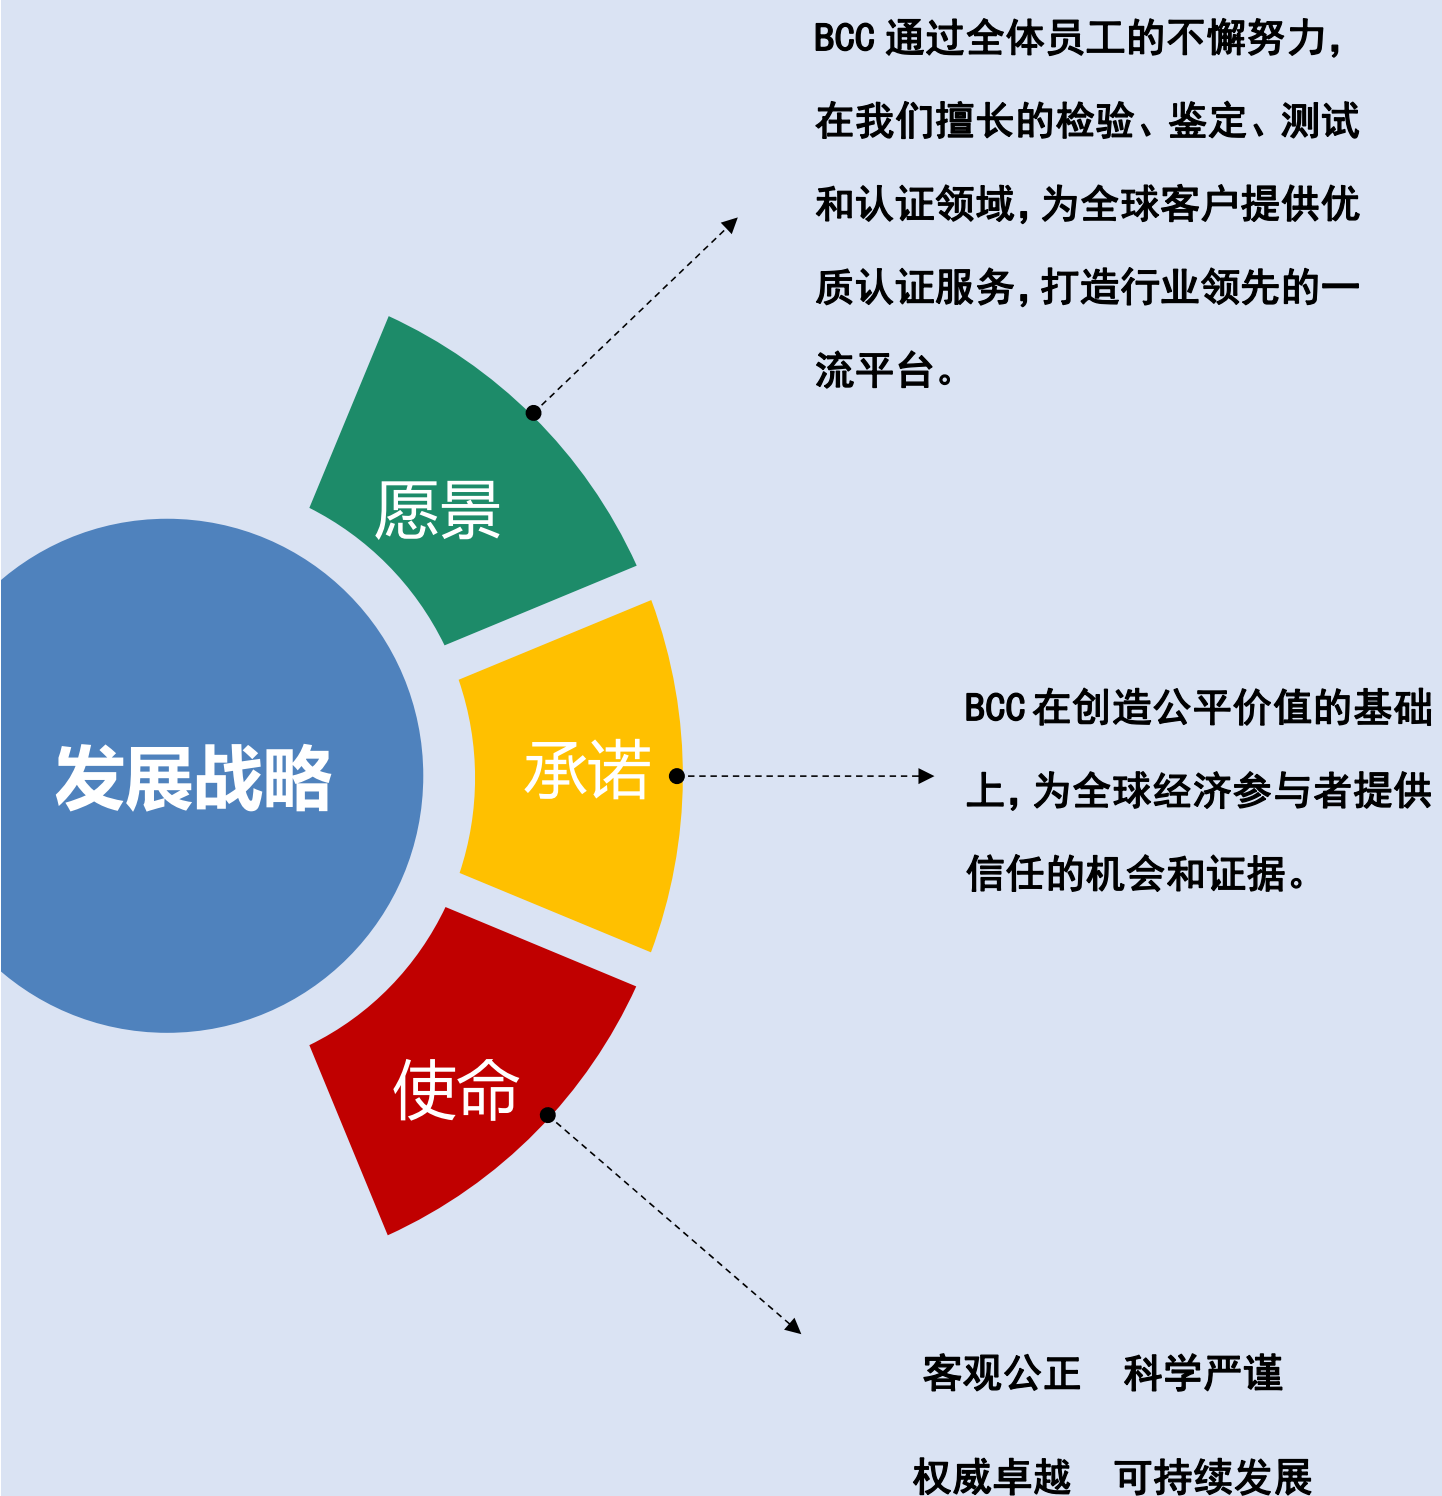 BCC 通过全体员工的不懈努力，
在我们擅长的检验、鉴定、测试
和认证领域，为全球客户提供优
质认证服务，打造行业领先的一
流平台。
愿景
发展战略
承诺
BCC 在创造公平价值的基础
上，为全球经济参与者提供
信任的机会和证据。
使命
客观公正 科学严谨
权威卓越 可持续发展